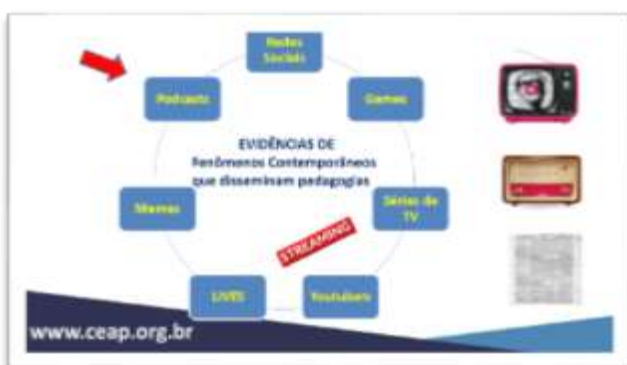 Redes
Sociais
Podcasts
Games
EVIDÊNCIAS DE
Fenômenos Contemporâneos
que disseminam pedagogias
Memes
Séries de
TV
STREAMING
LIVES
Youtubers
www.ceap.org.br